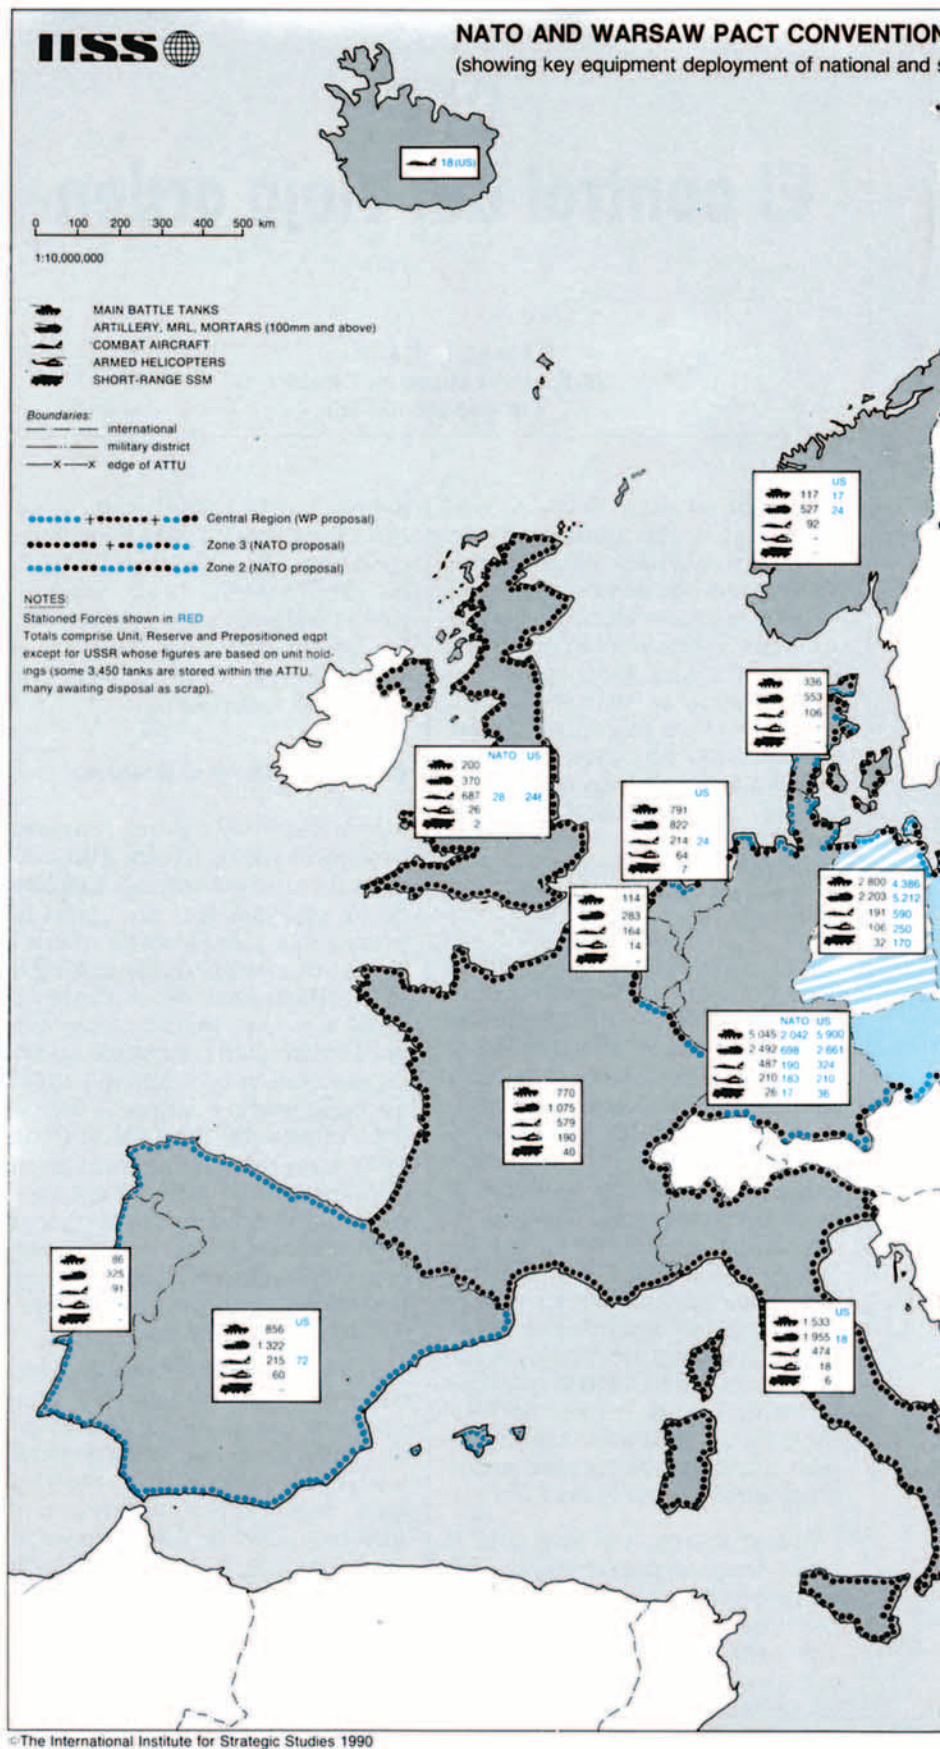 IISS
NATO AND WARSAW PACT CONVENTION
(showing key equipment deployment of national and s
18(US)
0 100 200 300 400 500 km
1:10,000,000
MAIN BATTLE TANKS
ARTILLERY, MRL, MORTARS (100mm and above)
COMBAT AIRCRAFT
ARMED HELICOPTERS
SHORT-RANGE SSM
Boundaries:
international
military district
x x edge of ATTU
+ + Central Region (WP proposal)
+ Zone 3 (NATO proposal)
Zone 2 (NATO proposal)
NOTES:
Stationed Forces shown in RED
Totals comprise Unit, Reserve and Prepositioned eqpt
except for USSR whose figures are based on unit hold-
ings (some 3,450 tanks are stored within the ATTU,
many awaiting disposal as scrap).
US
117 17
527 24
92
-
-
336
553
106
-
-
NATO US
200
370
687 28 246
26
2
US
791
822
214 24
64
7
114
283
164
14
-
2 800 4.386
2 203 5.212
191 590
106 250
32 170
NATO US
5 045 2 042 5 900
2 492 698 2 661
487 190 324
210 183 210
26 17 36
770
1 075
579
190
40
86
325
91
-
-
US
856
1 322
215 72
60
-
US
1 533
1 955 18
474
18
6
©The International Institute for Strategic Studies 1990